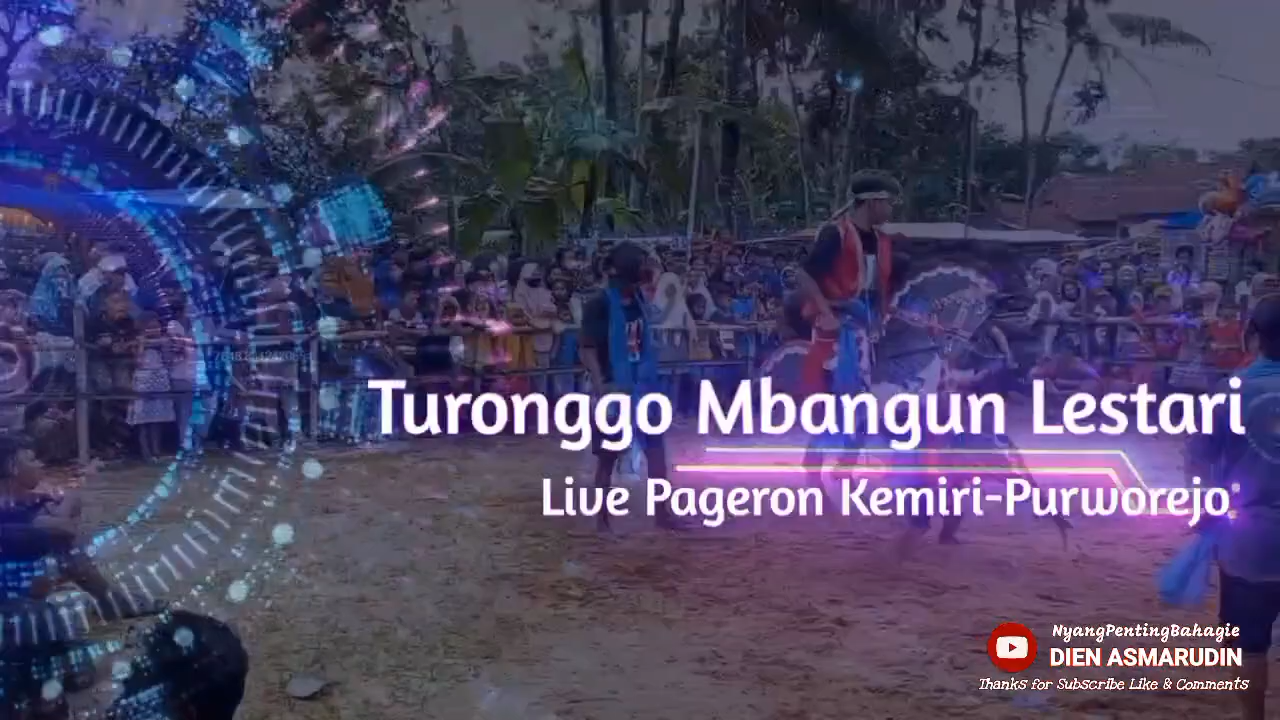 Turonggo Mbangun Lestari
Live Pageron Kemiri-Purworejo
NyangPentingBahagie
DIEN ASMARUDIN
Thanks for Subscribe Like & Comments